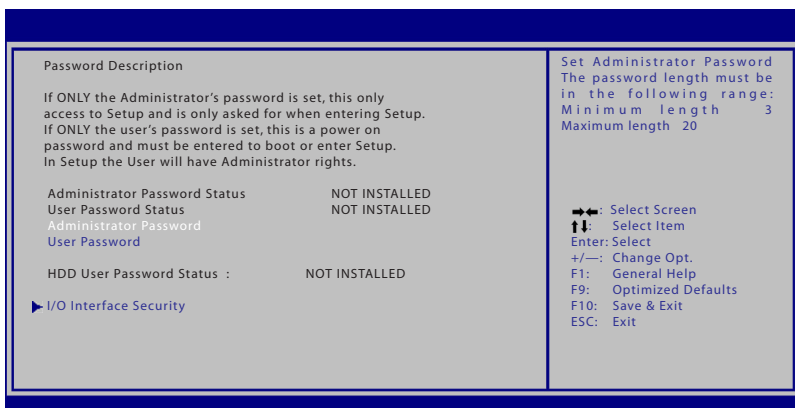 Password Description
If ONLY the Administrator's password is set, this only
access to Setup and is only asked for when entering Setup.
If ONLY the user's password is set, this is a power on
password and must be entered to boot or enter Setup.
In Setup the User will have Administrator rights.
Administrator Password Status NOT INSTALLED
User Password Status NOT INSTALLED
Administrator Password
User Password
HDD User Password Status : NOT INSTALLED
I/O Interface Security
Set Administrator Password
The password length must be
in the following range:
Minimum length 3
Maximum length 20
→←: Select Screen
↑↓: Select Item
Enter: Select
+/—: Change Opt.
F1: General Help
F9: Optimized Defaults
F10: Save & Exit
ESC: Exit